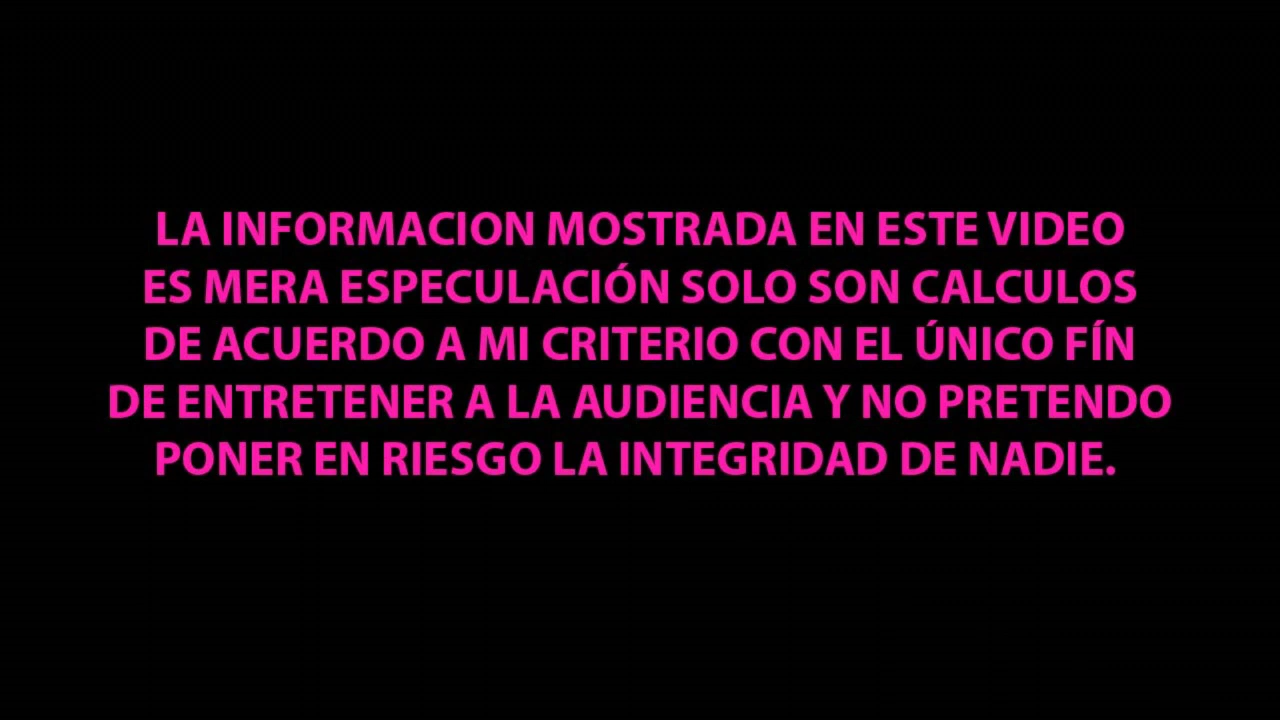 LA INFORMACION MOSTRADA EN ESTE VIDEO
ES MERA ESPECULACIÓN SOLO SON CALCULOS
DE ACUERDO A MI CRITERIO CON EL ÚNICO FÍN
DE ENTRETENER A LA AUDIENCIA Y NO PRETENDO
PONER EN RIESGO LA INTEGRIDAD DE NADIE.